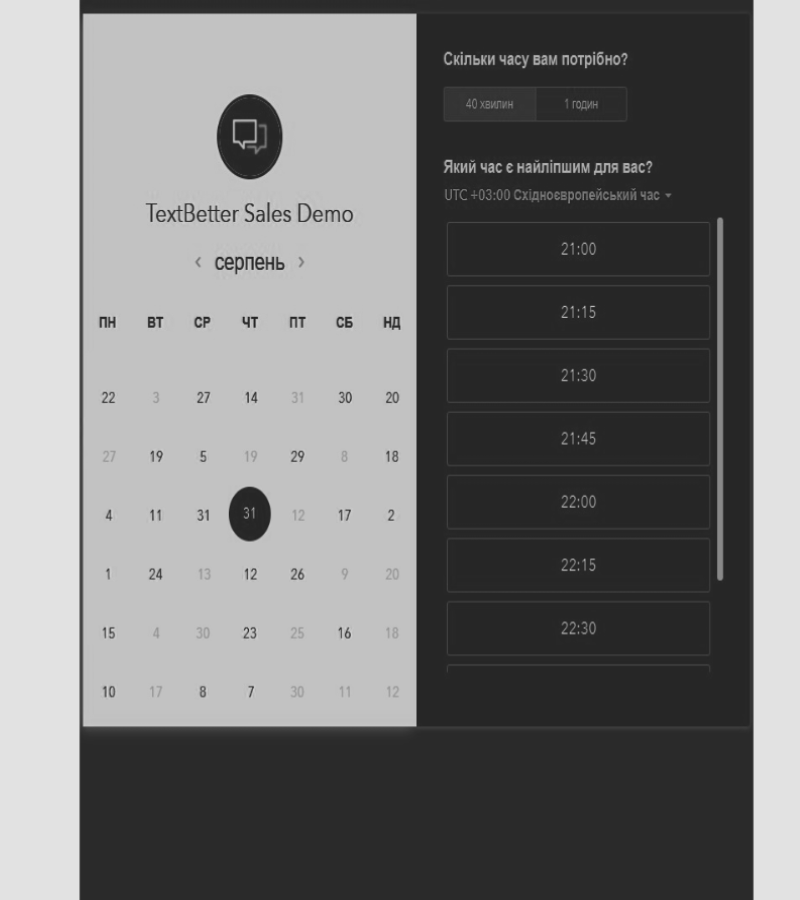 TextBetter Sales Demo
‹ серпень ›
ПН ВТ СР ЧТ ПТ СБ НД
22 3 27 14 31 30 20
27 19 5 19 29 8 18
4 11 31 31 12 17 2
1 24 13 12 26 9 20
15 4 30 23 25 16 18
10 17 8 7 30 11 12
Скільки часу вам потрібно?
40 хвилин 1 годин
Який час є найліпшим для вас?
UTC +03:00 Східноєвропейський час
21:00
21:15
21:30
21:45
22:00
22:15
22:30